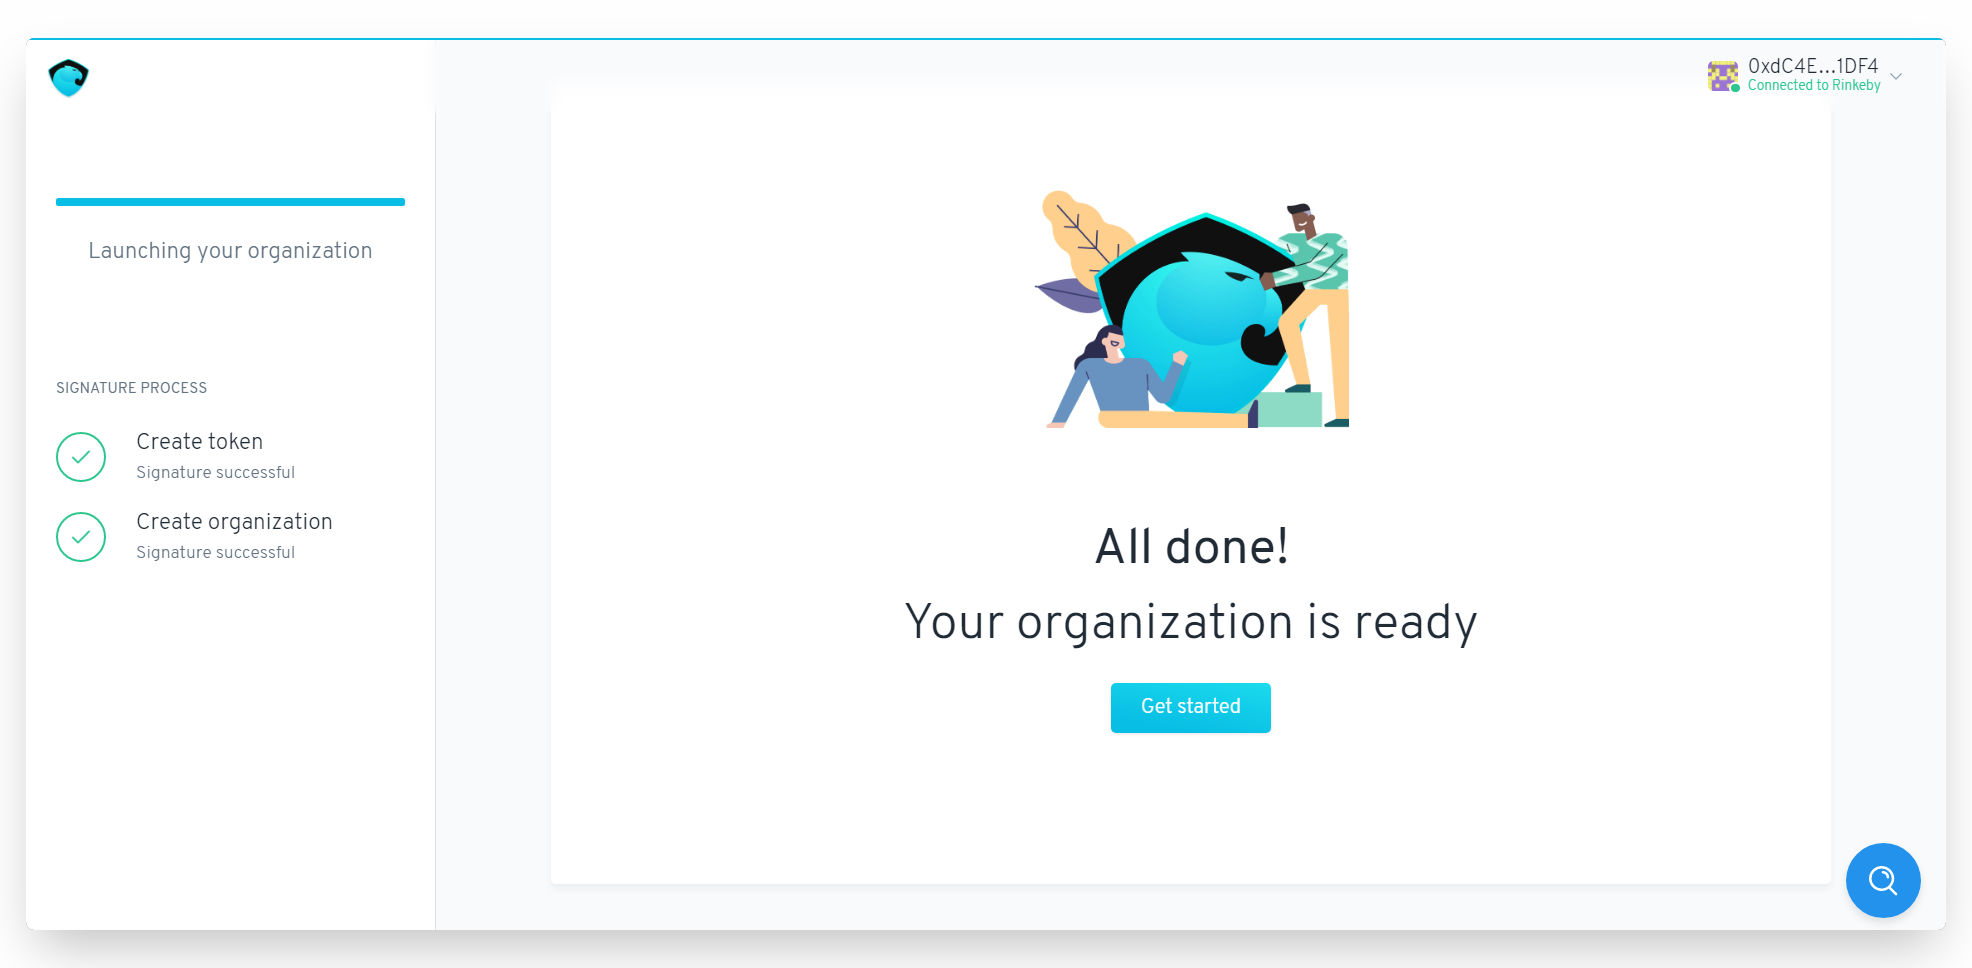 0xdC4E...1DF4
Connected to Rinkeby
Launching your organization
SIGNATURE PROCESS
Create token
Signature successful
Create organization
Signature successful
All done!
Your organization is ready
Get started